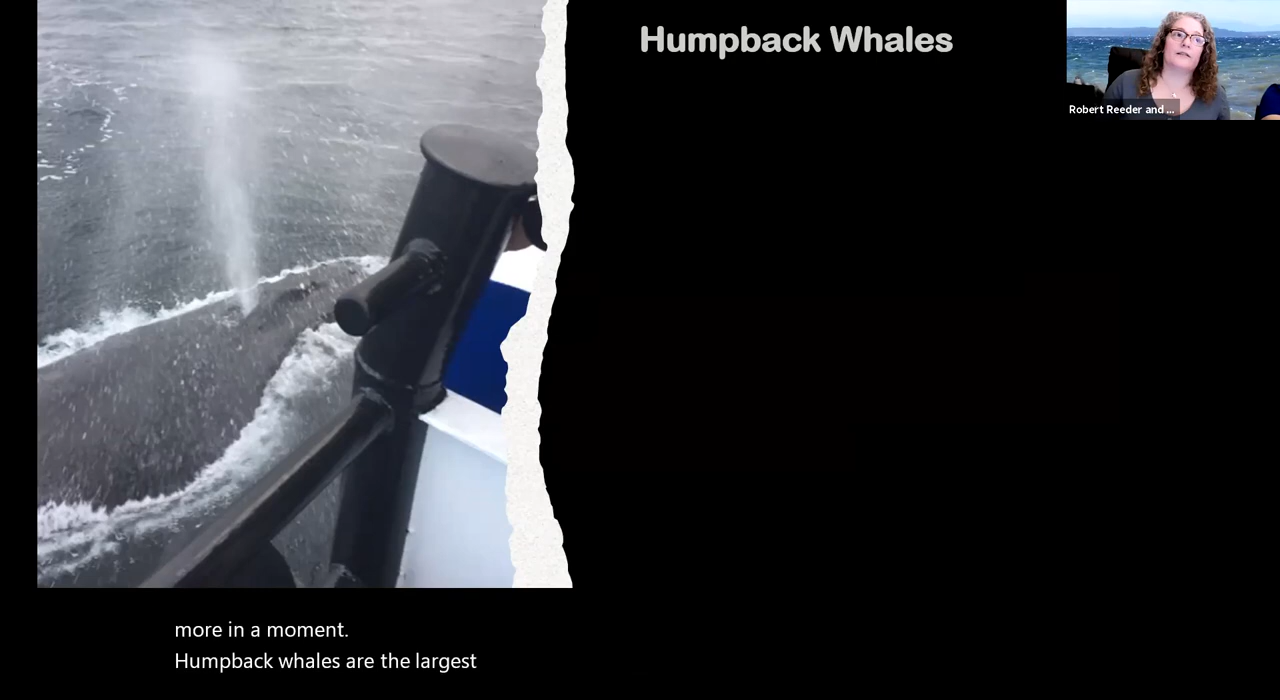 Humpback Whales
Robert Reeder and ...
more in a moment.
Humpback whales are the largest